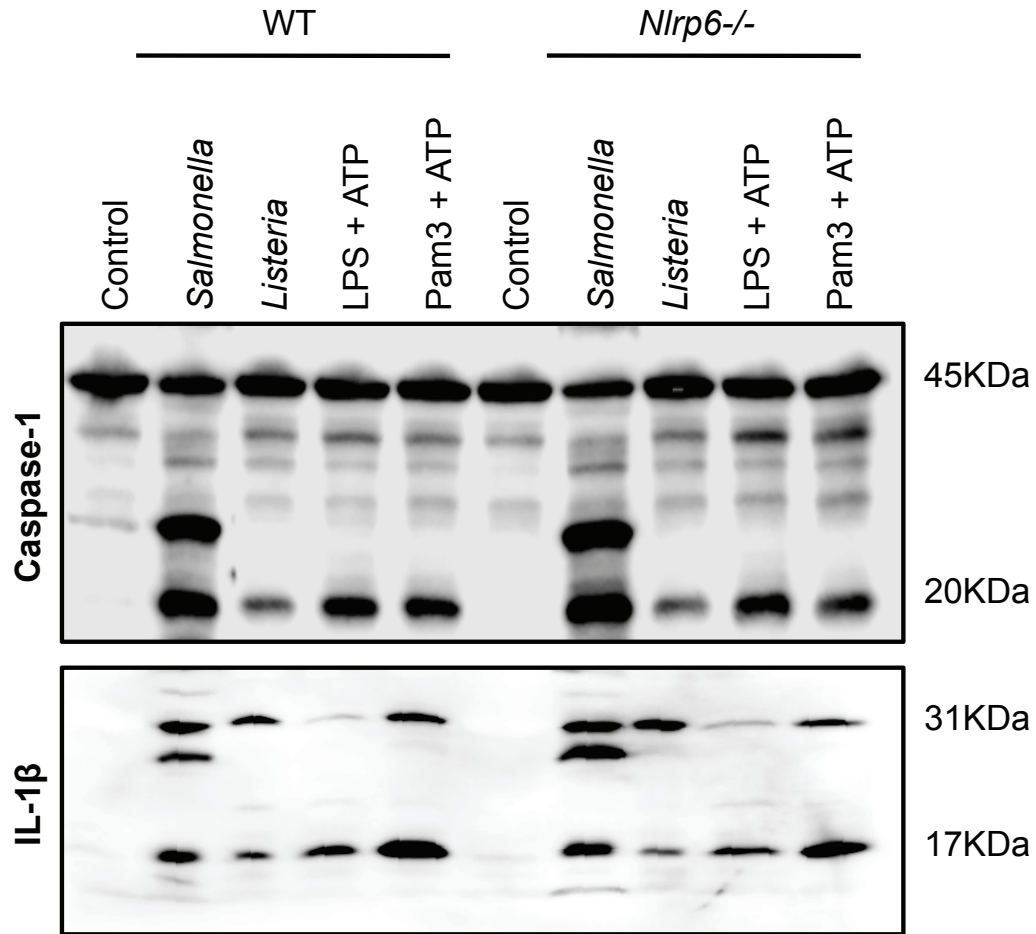 WT
Nlrp6-/-
Control
Salmonella
Listeria
LPS + ATP
Pam3 + ATP
Control
Salmonella
Listeria
LPS + ATP
Pam3 + ATP
Caspase-1
45KDa
20KDa
IL-1β
31KDa
17KDa